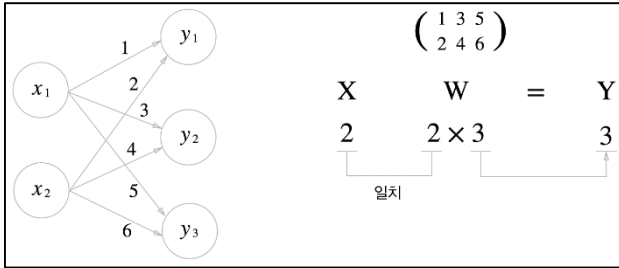 1
2
3
4
5
6
x₁
x₂
y₁
y₂
y₃
( 1 3 5
2 4 6 )
X W = Y
2 2 × 3 3
일치